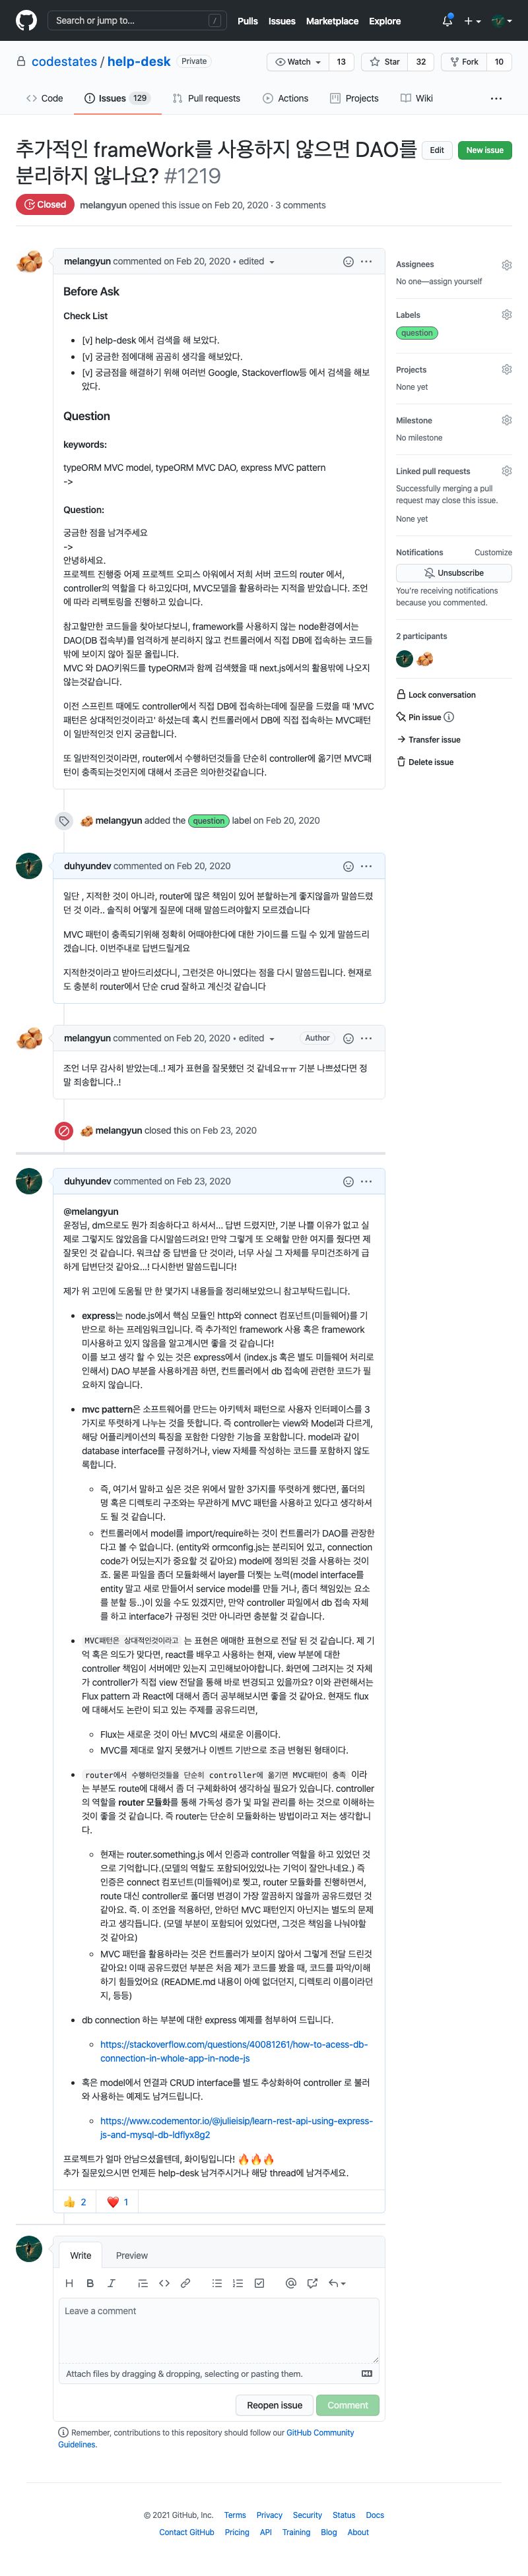 Search or jump to... /
Pulls Issues Marketplace Explore
codestates / help-desk Private
Watch 13 Star 32 Fork 10
Code Issues 129 Pull requests Actions Projects Wiki
추가적인 frameWork를 사용하지 않으면 DAO를
분리하지 않나요? #1219
Edit New issue
Closed melangyun opened this issue on Feb 20, 2020 · 3 comments
melangyun commented on Feb 20, 2020 • edited
Before Ask
Check List
[v] help-desk 에서 검색을 해 보았다.
[v] 궁금한 점에대해 곰곰히 생각을 해보았다.
[v] 궁금점을 해결하기 위해 여러번 Google, Stackoverflow등 에서 검색을 해보
았다.
Question
keywords:
typeORM MVC model, typeORM MVC DAO, express MVC pattern
->
Question:
궁금한 점을 남겨주세요
->
안녕하세요.
프로젝트 진행중 어제 프로젝트 오피스 아워에서 저희 서버 코드의 router 에서,
controller의 역할을 다 하고있다며, MVC모델을 활용하라는 지적을 받았습니다. 조언
에 따라 리펙토링을 진행하고 있습니다.
참고할만한 코드들을 찾아보다보니, framework를 사용하지 않는 node환경에서는
DAO(DB 접속부)를 엄격하게 분리하지 않고 컨트롤러에서 직접 DB에 접속하는 코드들
밖에 보이지 않아 질문 올립니다.
MVC 와 DAO키워드를 typeORM과 함께 검색했을 때 next.js에서의 활용밖에 나오지
않는것같습니다.
이전 스프린트 때에도 controller에서 직접 DB에 접속하는데에 질문을 드렸을 때 'MVC
패턴은 상대적인것이라고' 하셨는데 혹시 컨트롤러에서 DB에 직접 접속하는 MVC패턴
이 일반적인것 인지 궁금합니다.
또 일반적인것이라면, router에서 수행하던것들을 단순히 controller에 옮기면 MVC패
턴이 충족되는것인지에 대해서 조금은 의아한것같습니다.
melangyun added the question label on Feb 20, 2020
duhyundev commented on Feb 20, 2020
일단 , 지적한 것이 아니라, router에 많은 책임이 있어 분할하는게 좋지않을까 말씀드렸
던 것 이라.. 솔직히 어떻게 질문에 대해 말씀드려야할지 모르겠습니다
MVC 패턴이 충족되기위해 정확히 어때야한다에 대한 가이드를 드릴 수 있게 말씀드리
겠습니다. 이번주내로 답변드릴게요
지적한것이라고 받아드리셨다니, 그런것은 아니였다는 점을 다시 말씀드립니다. 현재로
도 충분히 router에서 단순 crud 잘하고 계신것 같습니다
melangyun commented on Feb 20, 2020 • edited Author
조언 너무 감사히 받았는데..! 제가 표현을 잘못했던 것 같네요ㅠㅠ 기분 나쁘셨다면 정
말 죄송합니다..!
melangyun closed this on Feb 23, 2020
duhyundev commented on Feb 23, 2020
@melangyun
윤정님, dm으로도 뭔가 죄송하다고 하셔서... 답변 드렸지만, 기분 나쁠 이유가 없고 실
제로 그렇지도 않았음을 다시말씀드려요! 만약 그렇게 또 오해할 만한 여지를 줬다면 제
잘못인 것 같습니다. 워크샵 중 답변을 단 것이라, 너무 사실 그 자체를 무미건조하게 급
하게 답변단것 같아요...! 다시한번 말씀드립니다!
제가 위 고민에 도움될 만 한 몇가지 내용들을 정리해보았으니 참고부탁드립니다.
express는 node.js에서 핵심 모듈인 http와 connect 컴포넌트(미들웨어)를 기
반으로 하는 프레임워크입니다. 즉 추가적인 framework 사용 혹은 framework
미사용하고 있지 않음을 알고계시면 좋을 것 같습니다!
이를 보고 생각 할 수 있는 것은 express에서 (index.js 혹은 별도 미들웨어 처리로
인해서) DAO 부분을 사용하게끔 하면, 컨트롤러에서 db 접속에 관련한 코드가 필
요하지 않습니다.
mvc pattern은 소프트웨어를 만드는 아키텍처 패턴으로 사용자 인터페이스를 3
가지로 뚜렷하게 나누는 것을 뜻합니다. 즉 controller는 view와 Model과 다르게,
해당 어플리케이션의 특징을 포함한 다양한 기능을 포함합니다. model과 같이
database interface를 규정하거나, view 자체를 작성하는 코드를 포함하지 않도
록합니다.
즉, 여기서 말하고 싶은 것은 위에서 말한 3가지를 뚜렷하게 했다면, 폴더의
명 혹은 디렉토리 구조와는 무관하게 MVC 패턴을 사용하고 있다고 생각하셔
도 될 것 같습니다.
컨트롤러에서 model를 import/require하는 것이 컨트롤러가 DAO를 관장한
다고 볼 수 없습니다. (entity와 ormconfig.js는 분리되어 있고, connection
code가 어딨는지가 중요할 것 같아요) model에 정의된 것을 사용하는 것이
죠. 물론 파일을 좀더 모듈화해서 layer를 더찢는 노력(model interface를
entity 말고 새로 만들어서 service model를 만들 거나, 좀더 책임있는 요소
를 분할 등..)이 있을 수도 있겠지만, 만약 controller 파일에서 db 접속 자체
를 하고 interface가 규정된 것만 아니라면 충분할 것 같습니다.
MVC패턴은 상대적인것이라고 는 표현은 애매한 표현으로 전달 된 것 같습니다. 제 기
억 혹은 의도가 맞다면, react를 배우고 사용하는 현재, view 부분에 대한
controller 책임이 서버에만 있는지 고민해보아야합니다. 화면에 그려지는 것 자체
가 controller가 직접 view 전달을 통해 바로 변경되고 있을까요? 이와 관련해서는
Flux pattern 과 React에 대해서 좀더 공부해보시면 좋을 것 같아요. 현재도 flux
에 대해서도 논란이 되고 있는 주제를 공유드리면,
Flux는 새로운 것이 아닌 MVC의 새로운 이름이다.
MVC를 제대로 알지 못했거나 이벤트 기반으로 조금 변형된 형태이다.
router에서 수행하던것들을 단순히 controller에 옮기면 MVC패턴이 충족 이라
는 부분도 route에 대해서 좀 더 구체화하여 생각하실 필요가 있습니다. controller
의 역할을 router 모듈화를 통해 가독성 증가 및 파일 관리를 하는 것으로 이해하는
것이 좋을 것 같습니다. 즉 router는 단순히 모듈화하는 방법이라고 저는 생각합니
다.
현재는 router.something.js 에서 인증과 controller 역할을 하고 있었던 것
으로 기억합니다.(모델의 역할도 포함되어있었나는 기억이 잘안나네요.) 즉
인증은 connect 컴포넌트(미들웨어)로 찢고, router 모듈화를 진행하면서,
route 대신 controller로 폴더명 변경이 가장 깔끔하지 않을까 공유드렸던 것
같아요. 즉. 이 조언을 적용하던, 안하던 MVC 패턴인지 아닌지는 별도의 문제
라고 생각듭니다. (모델 부분이 포함되어 있었다면, 그것은 책임을 나눠야할
것 같아요)
MVC 패턴을 활용하라는 것은 컨트롤러가 보이지 않아서 그렇게 전달 드린것
같아요! 이때 공유드렸던 부분은 처음 제가 코드를 봤을 때, 코드를 파악/이해
하기 힘들었어요 (README.md 내용이 아예 없더던지, 디렉토리 이름이라던
지, 등등)
db connection 하는 부분에 대한 express 예제를 첨부하여 드립니다.
https://stackoverflow.com/questions/40081261/how-to-acess-db-
connection-in-whole-app-in-node-js
혹은 model에서 연결과 CRUD interface를 별도 추상화하여 controller 로 불러
와 사용하는 예제도 남겨드립니다.
https://www.codementor.io/@julieisip/learn-rest-api-using-express-
js-and-mysql-db-ldflyx8g2
프로젝트가 얼마 안남으셨을텐데, 화이팅입니다! 🔥🔥🔥
추가 질문있으시면 언제든 help-desk 남겨주시거나 해당 thread에 남겨주세요.
👍 2 ❤️ 1
Write Preview
Leave a comment
Attach files by dragging & dropping, selecting or pasting them.
Reopen issue Comment
Remember, contributions to this repository should follow our GitHub Community
Guidelines.
Assignees
No one—assign yourself
Labels
question
Projects
None yet
Milestone
No milestone
Linked pull requests
Successfully merging a pull
request may close this issue.
None yet
Notifications Customize
Unsubscribe
You're receiving notifications
because you commented.
2 participants
Lock conversation
Pin issue
Transfer issue
Delete issue
© 2021 GitHub, Inc. Terms Privacy Security Status Docs
Contact GitHub Pricing API Training Blog About